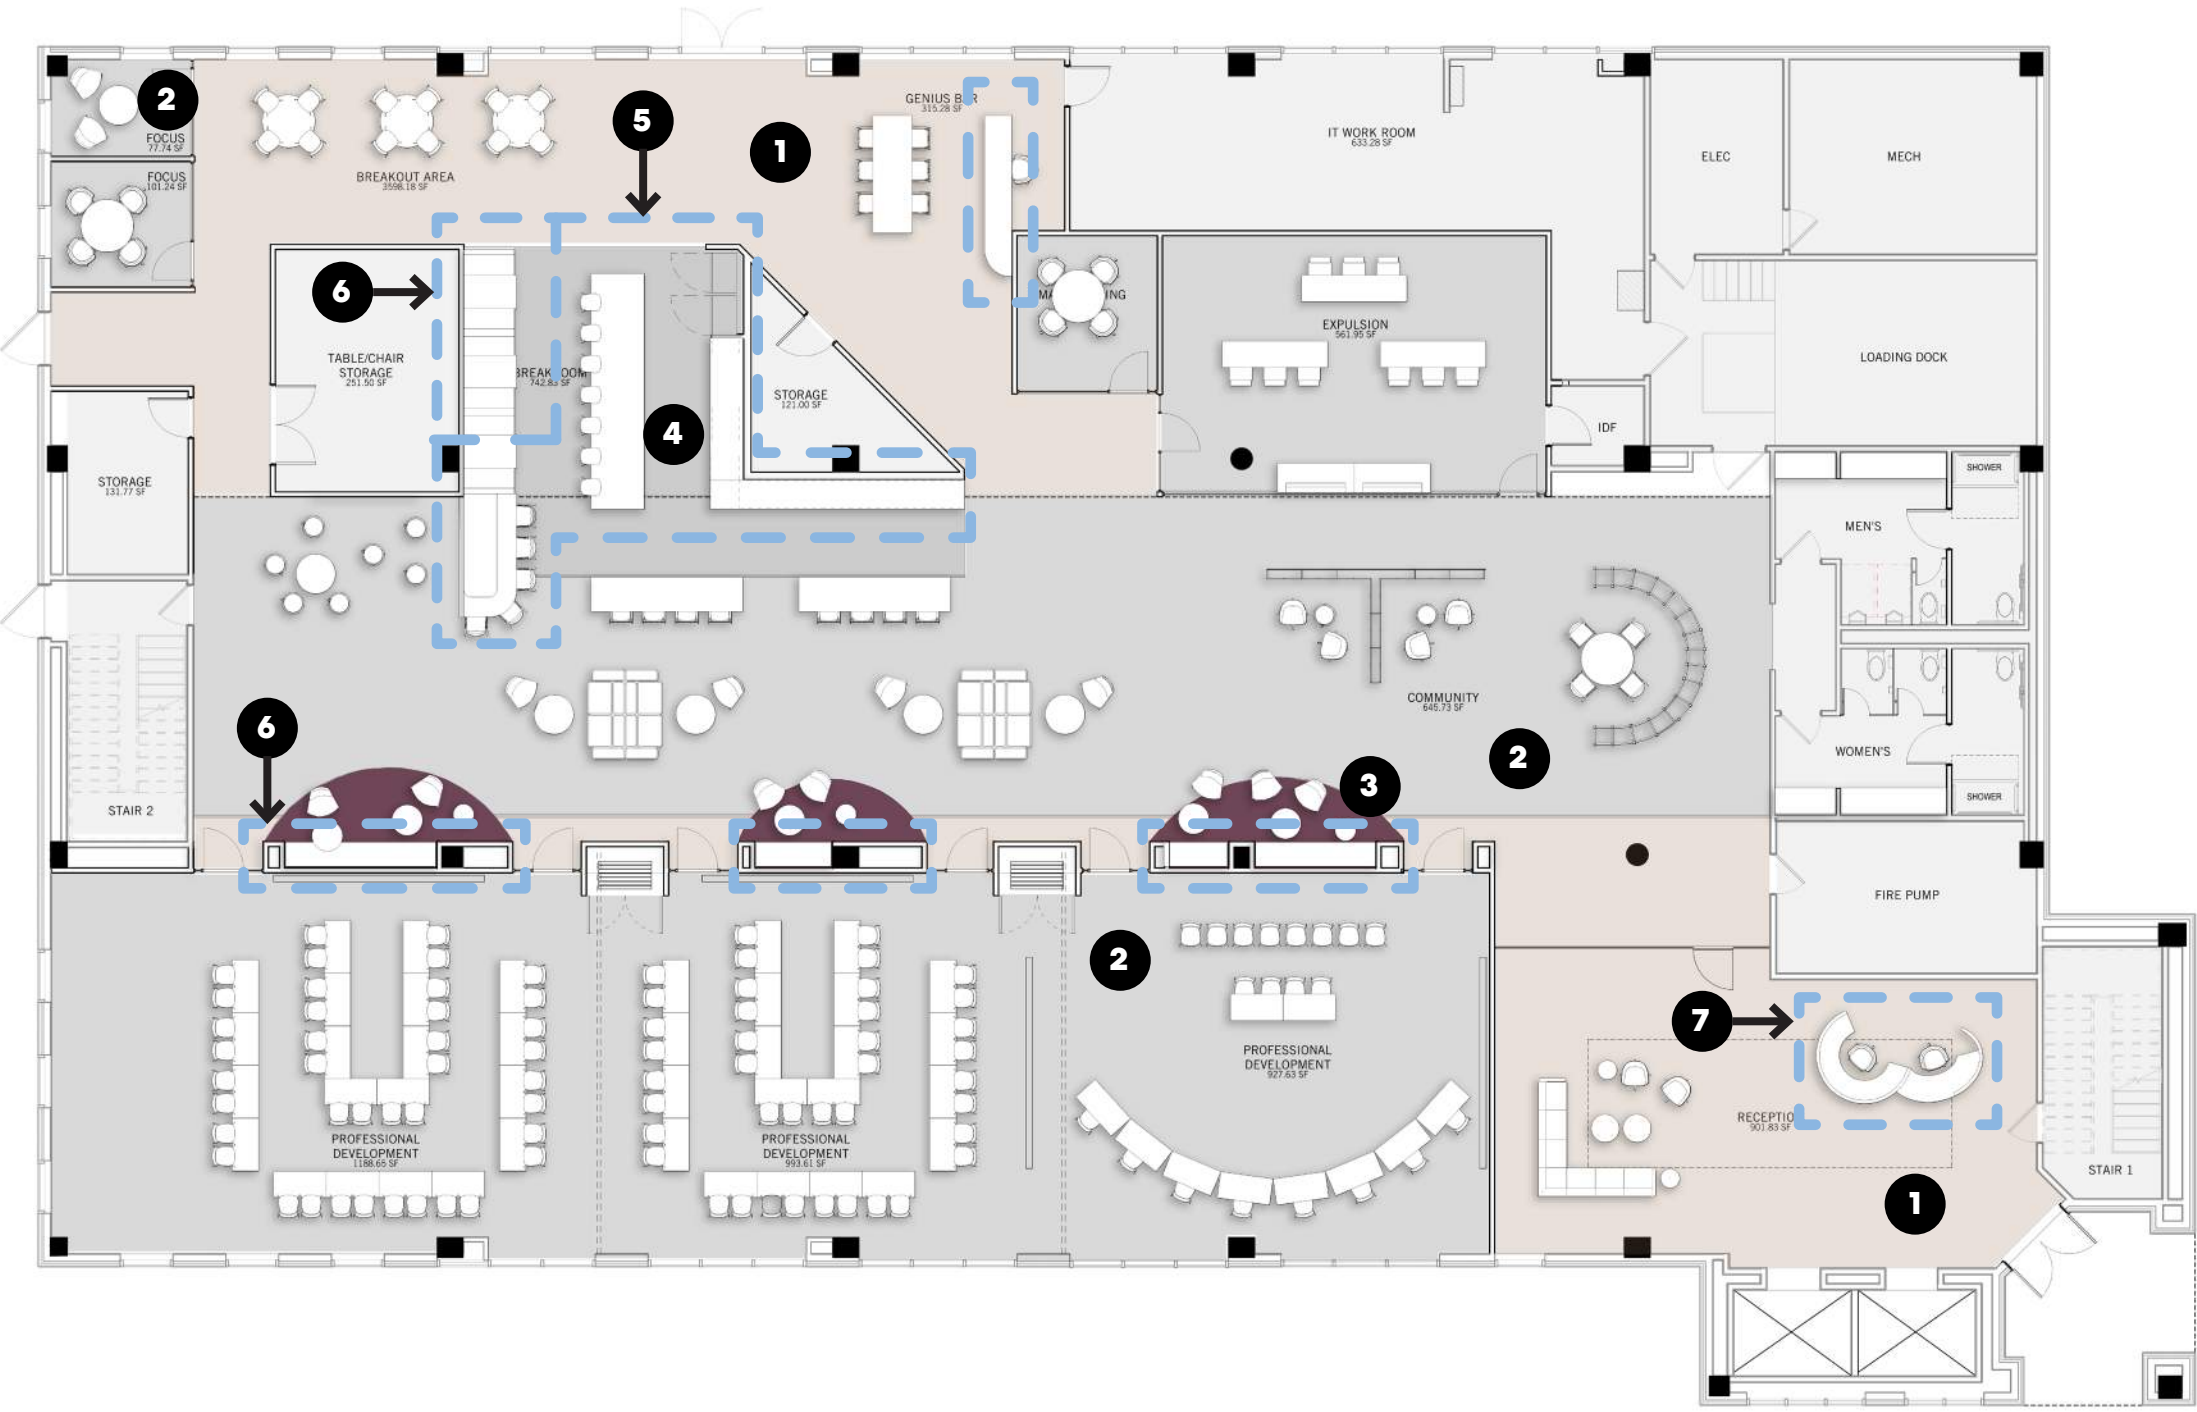 2
FOCUS
77.74 SF
FOCUS
101.24 SF
BREAKOUT AREA
3598.18 SF
5
1
GENIUS B R
315.28 SF
IT WORK ROOM
633.28 SF
ELEC
MECH
6
TABLE/CHAIR
STORAGE
251.50 SF
BREAK OOM
742.83 SF
4
STORAGE
121.00 SF
MA ING
EXPULSION
561.95 SF
LOADING DOCK
IDF
STORAGE
131.77 SF
SHOWER
MEN'S
COMMUNITY
645.73 SF
2
WOMEN'S
SHOWER
6
3
STAIR 2
FIRE PUMP
2
PROFESSIONAL
DEVELOPMENT
927.63 SF
7
RECEPTIO
901.83 SF
PROFESSIONAL
DEVELOPMENT
1188.65 SF
PROFESSIONAL
DEVELOPMENT
993.61 SF
STAIR 1
1